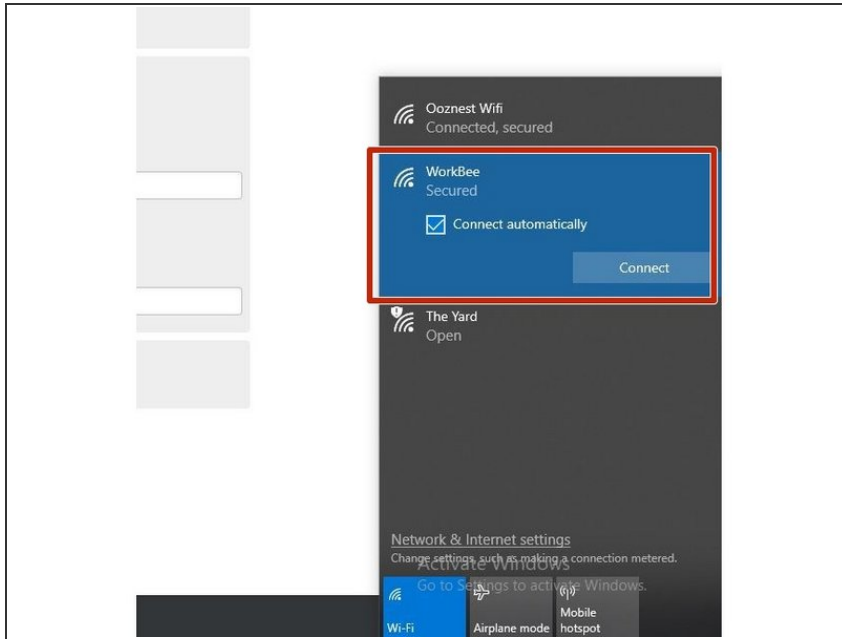 Ooznest Wifi
Connected, secured
WorkBee
Secured
Connect automatically
Connect
The Yard
Open
Network & Internet settings
Change settings, such as making a connection metered.
Activate Windows
Go to Settings to activate Windows.
Wi-Fi
Airplane mode
Mobile
hotspot